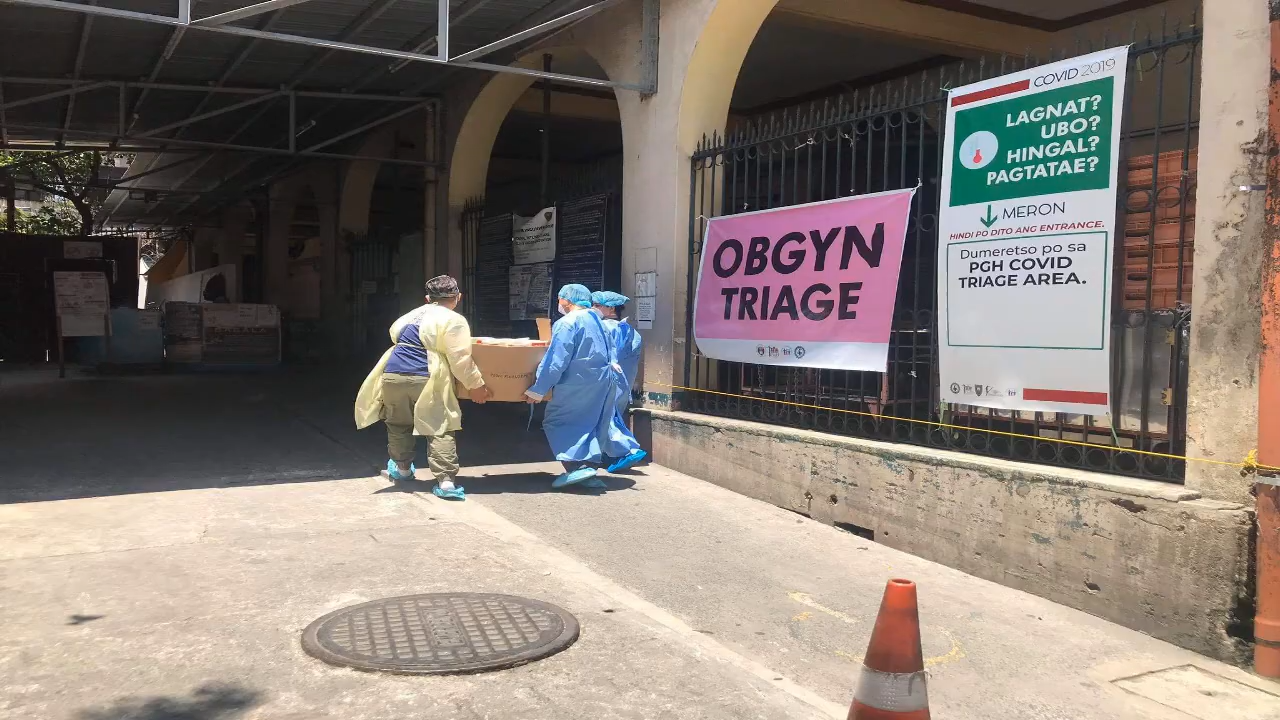 OBGYN
TRIAGE
COVID 2019
LAGNAT?
UBO?
HINGAL?
PAGTATAE?
MERON
HINDI PO DITO ANG ENTRANCE.
Dumeretso po sa
PGH COVID
TRIAGE AREA.